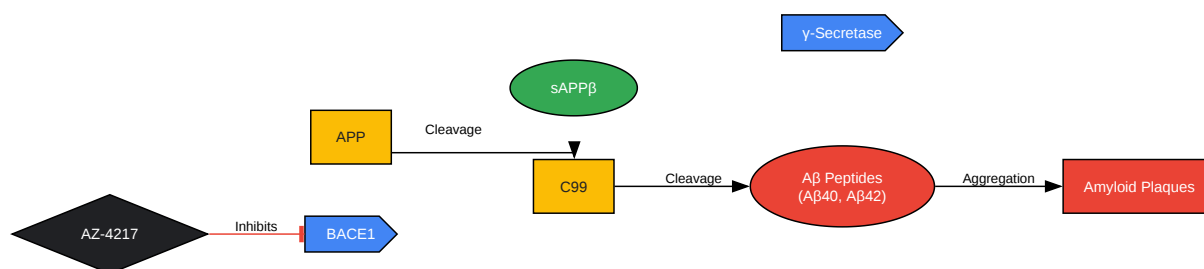 γ-Secretase
sAPPβ
APP
Cleavage
C99
Cleavage
Aβ Peptides
(Aβ40, Aβ42)
Aggregation
Amyloid Plaques
AZ-4217
Inhibits
BACE1